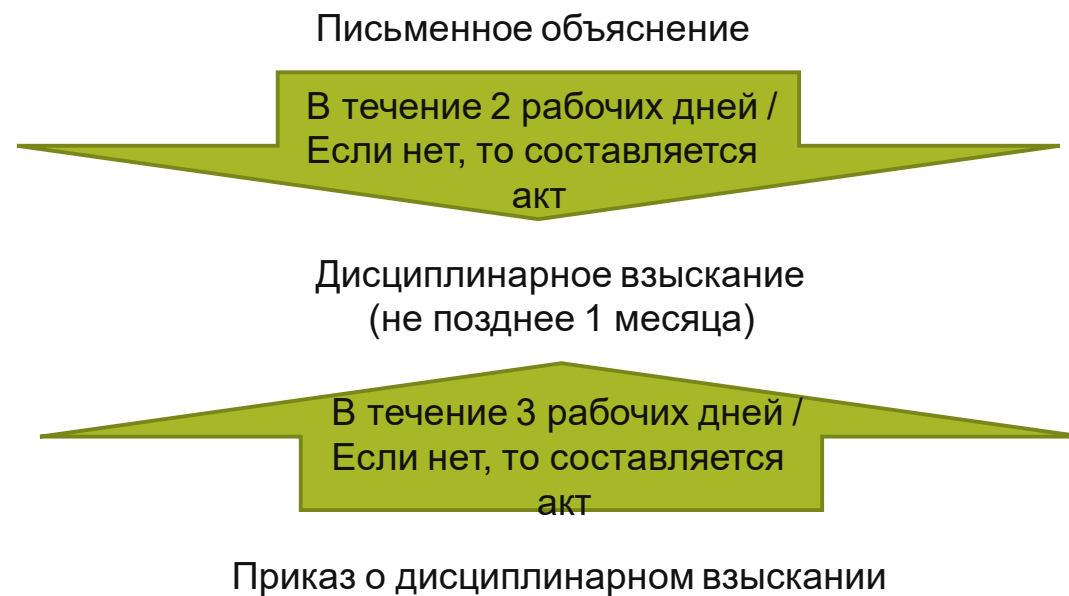 Письменное объяснение
В течение 2 рабочих дней /
Если нет, то составляется
акт
Дисциплинарное взыскание
(не позднее 1 месяца)
В течение 3 рабочих дней /
Если нет, то составляется
акт
Приказ о дисциплинарном взыскании